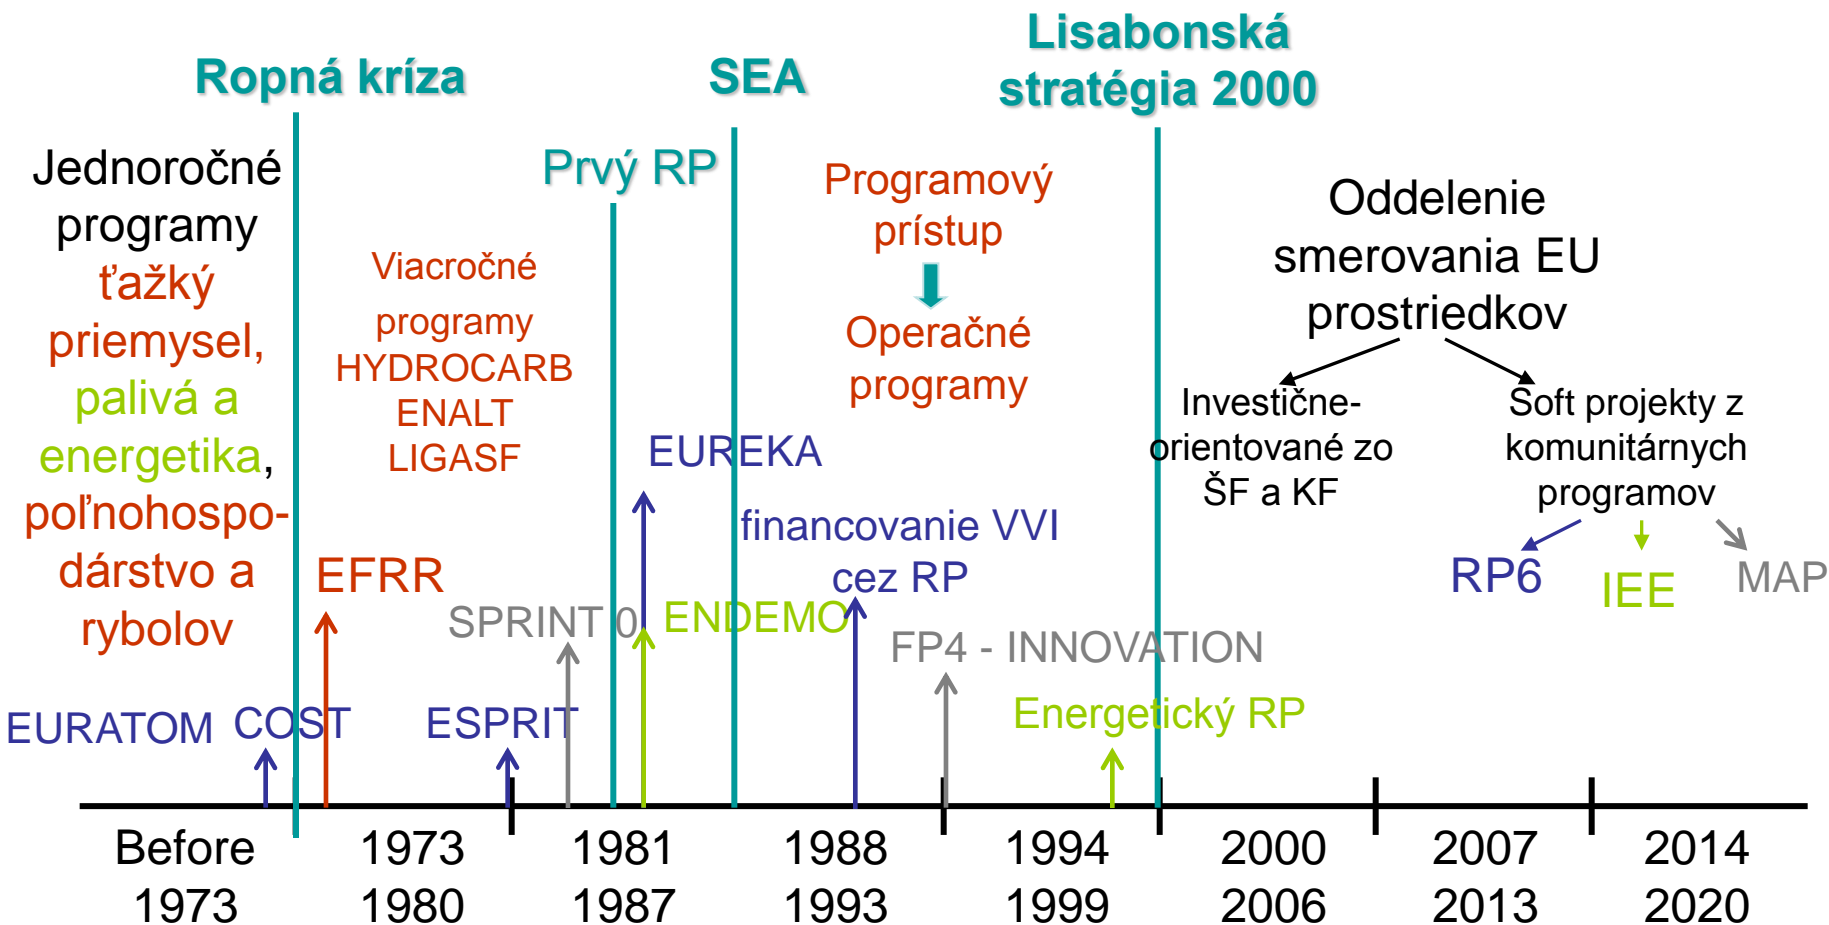 Ropná kríza
SEA
Lisabonská
stratégia 2000
Jednoročné
programy
ťažký
priemysel,
palivá a
energetika,
poľnohospo-
dárstvo a
rybolov
Viacročné
programy
HYDROCARB
ENALT
LIGASF
Prvý RP
Programový
prístup
Operačné
programy
Oddelenie
smerovania EU
prostriedkov
Investične-
orientované zo
ŠF a KF
Soft projekty z
komunitárnych
programov
RP6
IEE
MAP
EUREKA
financovanie VVI
cez RP
EFRR
SPRINT 0
ENDEMO
FP4 - INNOVATION
Energetický RP
EURATOM
COST
ESPRIT
Before
1973
1973
1980
1981
1987
1988
1993
1994
1999
2000
2006
2007
2013
2014
2020